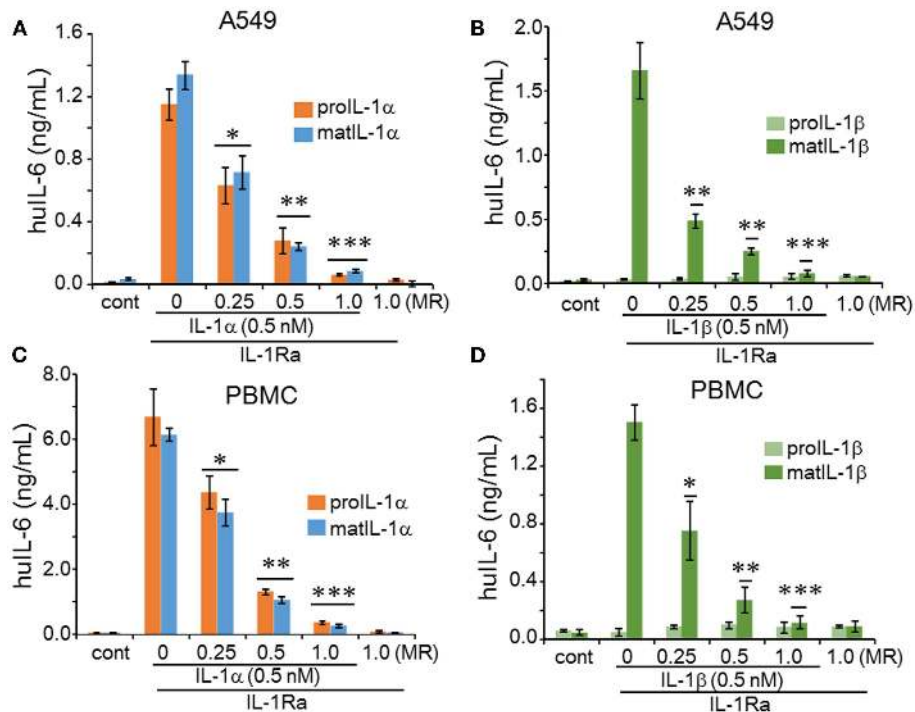 A
A549
1.6
1.2
0.8
0.4
0.0
huIL-6 (ng/mL)
proIL-1α
matIL-1α
*
**
***
cont 0 0.25 0.5 1.0 1.0 (MR)
IL-1α (0.5 nM)
IL-1Ra
B
A549
2.0
1.5
1.0
0.5
0.0
huIL-6 (ng/mL)
proIL-1β
matIL-1β
**
**
***
cont 0 0.25 0.5 1.0 1.0 (MR)
IL-1β (0.5 nM)
IL-1Ra
C
PBMC
8.0
6.0
4.0
2.0
0.0
huIL-6 (ng/mL)
proIL-1α
matIL-1α
*
**
***
cont 0 0.25 0.5 1.0 1.0 (MR)
IL-1α (0.5 nM)
IL-1Ra
D
PBMC
1.6
1.2
0.8
0.4
0.0
huIL-6 (ng/mL)
proIL-1β
matIL-1β
*
**
***
cont 0 0.25 0.5 1.0 1.0 (MR)
IL-1β (0.5 nM)
IL-1Ra